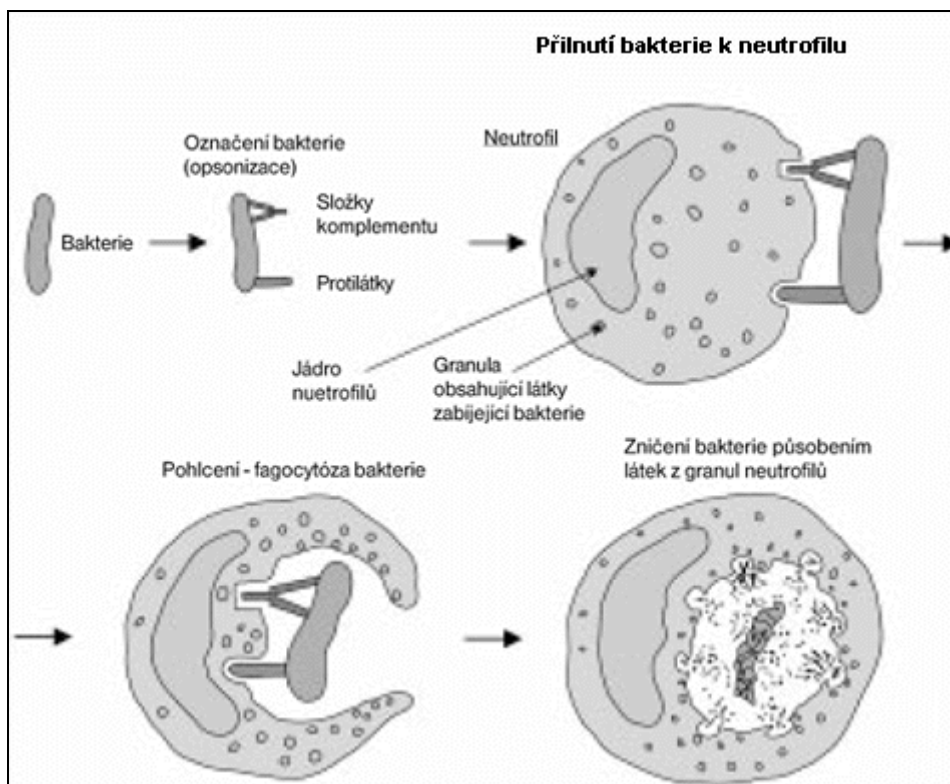 Přilnutí bakterie k neutrofilu
Označení bakterie
(opsonizace)
Neutrofil
Bakterie
Složky
komplementu
Protilátky
Jádro
nuetrofilů
Granula
obsahující látky
zabíjející bakterie
Pohlcení - fagocytóza bakterie
Zničení bakterie působením
látek z granul neutrofilů